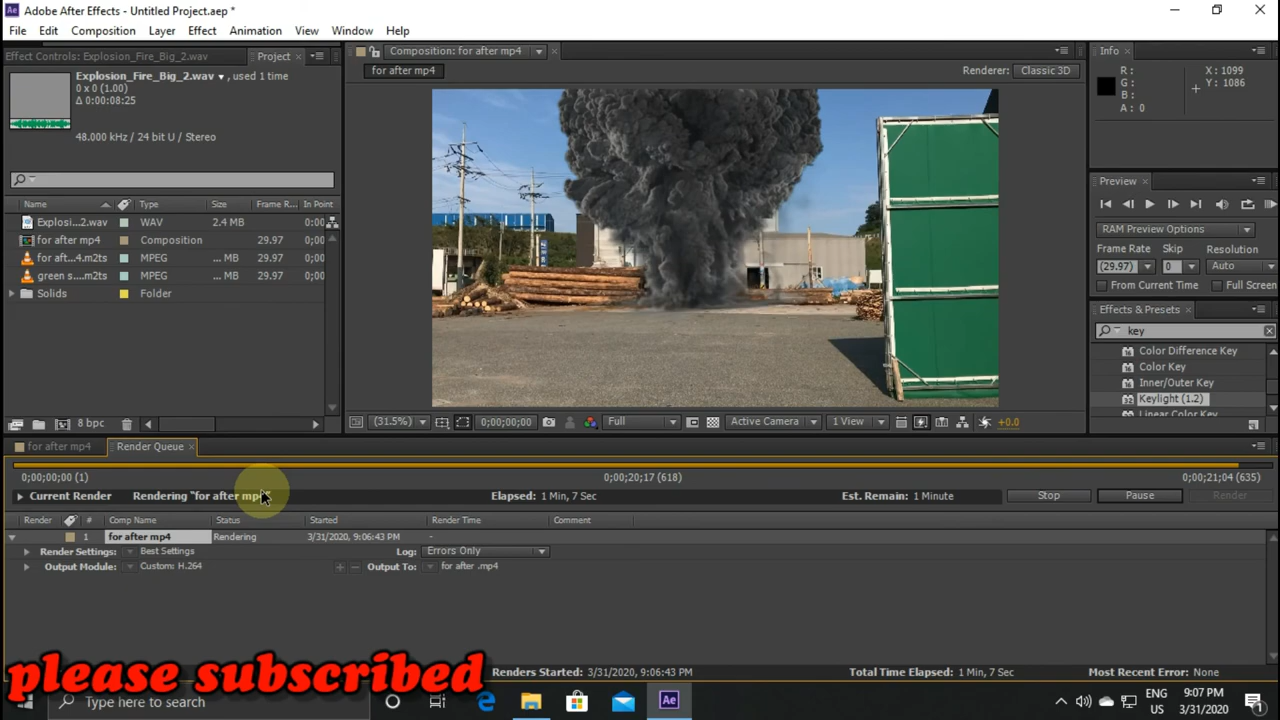 Adobe After Effects - Untitled Project.aep *
File Edit Composition Layer Effect Animation View Window Help
Effect Controls: Explosion_Fire_Big_2.wav Project
Explosion_Fire_Big_2.wav , used 1 time
0 x 0 (1.00)
Δ 0:00:08:25
48.000 kHz / 24 bit U / Stereo
Name Type Size Frame R... In Point
Explosi...2.wav WAV 2.4 MB 0:00
for after mp4 Composition 29.97 0;00
for aft...4.m2ts MPEG ... MB 29.97 0;00
green s....m2ts MPEG ... MB 29.97 0;00
Solids Folder
8 bpc
Composition: for after mp4
for after mp4
Renderer: Classic 3D
(31.5%) 0;00;00;00 Full Active Camera 1 View +0.0
Info
R: X: 1099
G: Y: 1086
B:
A: 0
Preview
RAM Preview Options
Frame Rate Skip Resolution
(29.97) 0 Auto
From Current Time Full Screen
Effects & Presets
key
Color Difference Key
Color Key
Inner/Outer Key
Keylight (1.2)
Linear Color Key
for after mp4 Render Queue
0;00;00;00 (1) 0;00;20;17 (618) 0;00;21;04 (635)
Current Render Rendering "for after mp4" Elapsed: 1 Min, 7 Sec Est. Remain: 1 Minute Stop Pause Render
Render # Comp Name Status Started Render Time Comment
1 for after mp4 Rendering 3/31/2020, 9:06:43 PM -
Render Settings: Best Settings Log: Errors Only
Output Module: Custom: H.264 Output To: for after .mp4
please subscribed
Renders Started: 3/31/2020, 9:06:43 PM Total Time Elapsed: 1 Min, 7 Sec Most Recent Error: None
Type here to search
ENG
US
9:07 PM
3/31/2020